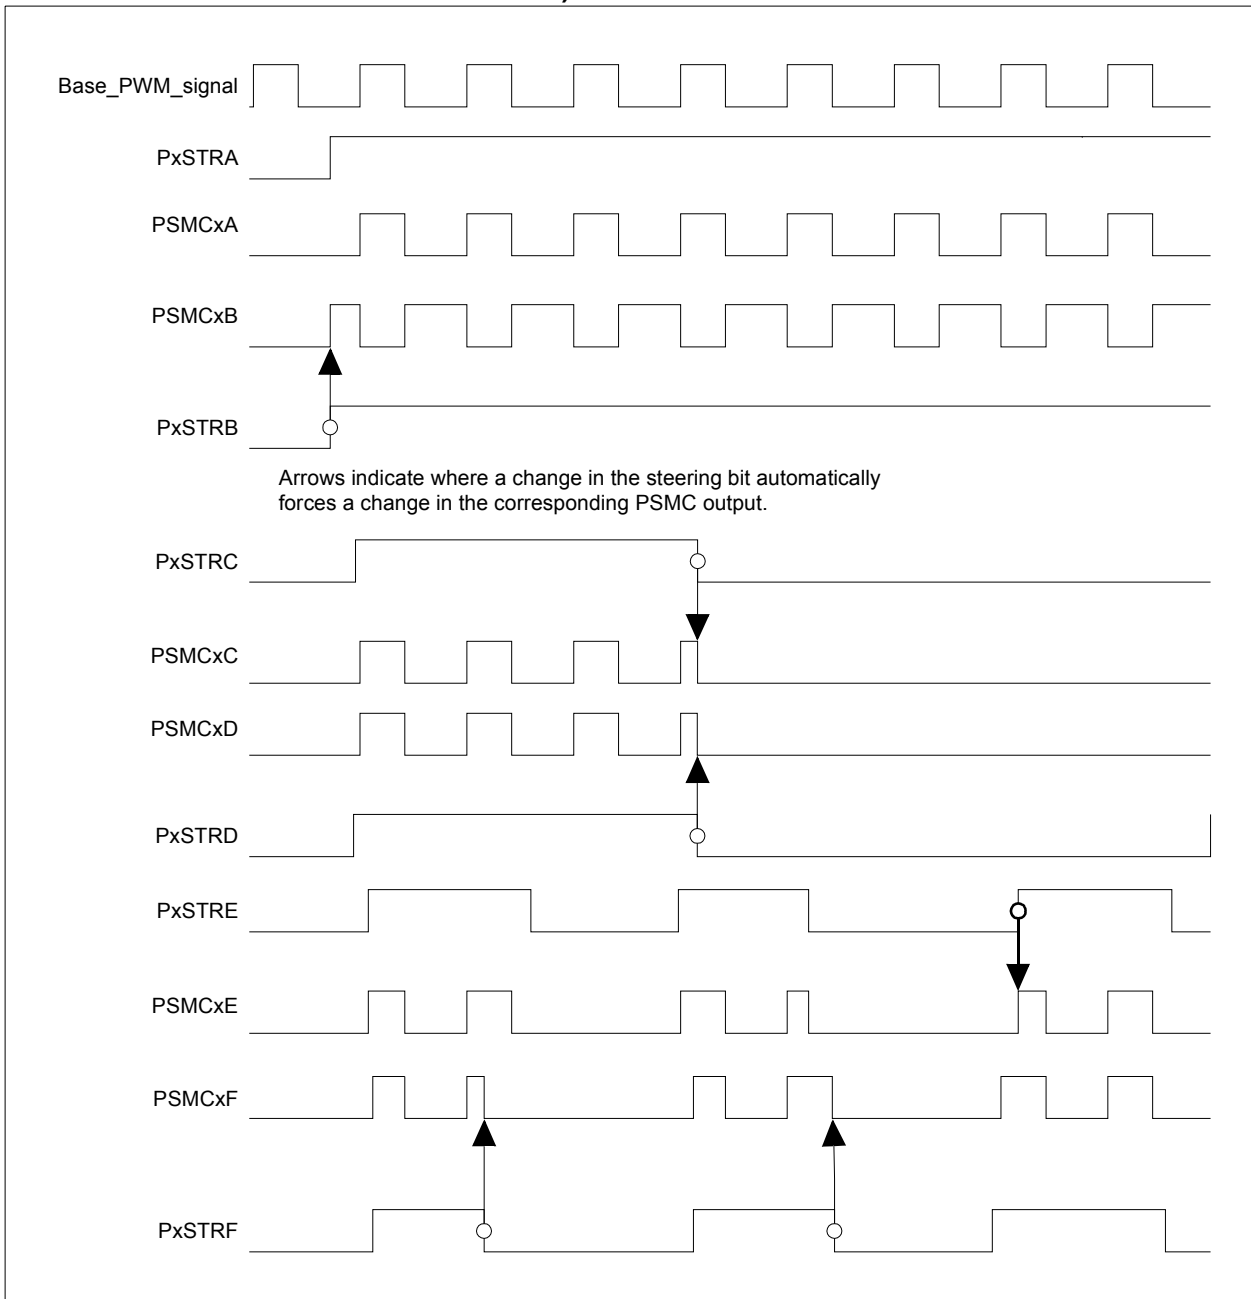 Base_PWM_signal
PxSTRA
PSMCxA
PSMCxB
PxSTRB
Arrows indicate where a change in the steering bit automatically
forces a change in the corresponding PSMC output.
PxSTRC
PSMCxC
PSMCxD
PxSTRD
PxSTRE
PSMCxE
PSMCxF
PxSTRF